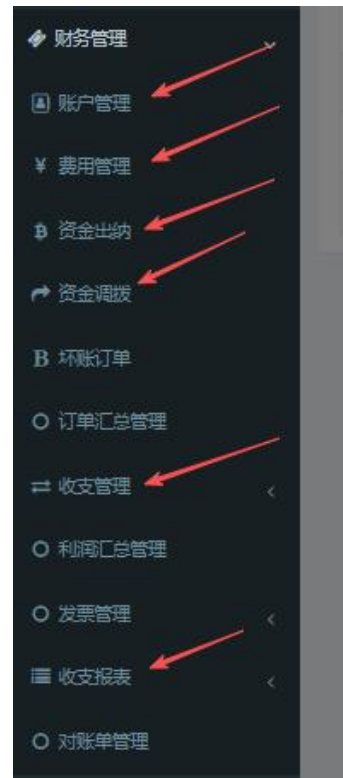 财务管理
账户管理
¥ 费用管理
资金出纳
资金调拨
B 坏账订单
订单汇总管理
收支管理
利润汇总管理
发票管理
收支报表
对账单管理